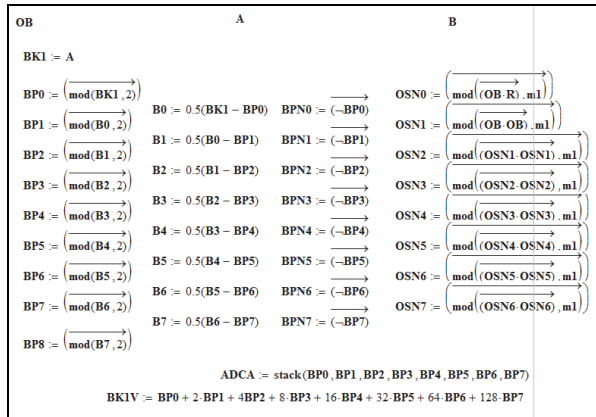 OB A B
BK1 := A
BP0 := (mod(BK1, 2))
B0 := 0.5(BK1 − BP0) BPN0 := (¬BP0) OSN0 := (mod((OB·R), m1))
BP1 := (mod(B0, 2))
B1 := 0.5(B0 − BP1) BPN1 := (¬BP1) OSN1 := (mod((OB·OB), m1))
BP2 := (mod(B1, 2))
B2 := 0.5(B1 − BP2) BPN2 := (¬BP2) OSN2 := (mod((OSN1·OSN1), m1))
BP3 := (mod(B2, 2))
B3 := 0.5(B2 − BP3) BPN3 := (¬BP3) OSN3 := (mod((OSN2·OSN2), m1))
BP4 := (mod(B3, 2))
B4 := 0.5(B3 − BP4) BPN4 := (¬BP4) OSN4 := (mod((OSN3·OSN3), m1))
BP5 := (mod(B4, 2))
B5 := 0.5(B4 − BP5) BPN5 := (¬BP5) OSN5 := (mod((OSN4·OSN4), m1))
BP6 := (mod(B5, 2))
B6 := 0.5(B5 − BP6) BPN6 := (¬BP6) OSN6 := (mod((OSN5·OSN5), m1))
BP7 := (mod(B6, 2))
B7 := 0.5(B6 − BP7) BPN7 := (¬BP7) OSN7 := (mod((OSN6·OSN6), m1))
BP8 := (mod(B7, 2))
ADCA := stack(BP0, BP1, BP2, BP3, BP4, BP5, BP6, BP7)
BK1V := BP0 + 2·BP1 + 4BP2 + 8·BP3 + 16·BP4 + 32·BP5 + 64·BP6 + 128·BP7